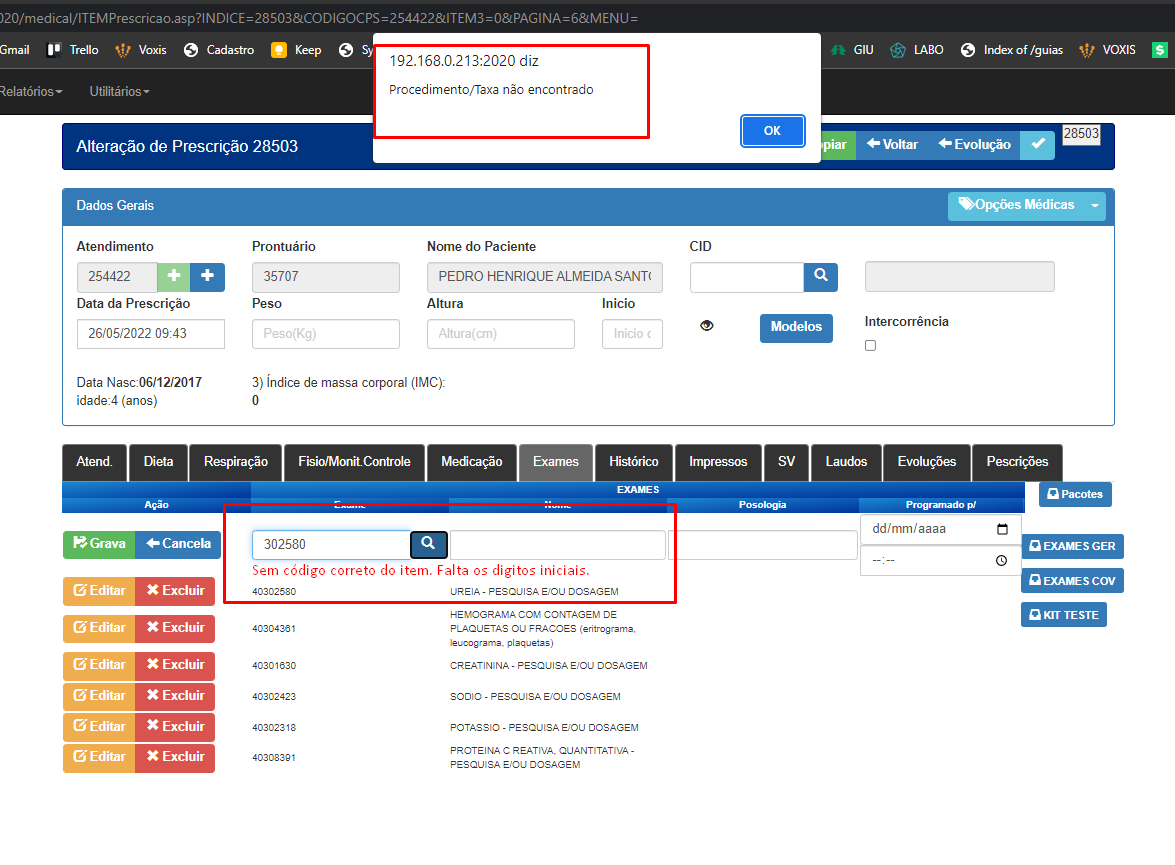 020/medical/ITEMPrescricao.asp?INDICE=28503&CODIGOCPS=254422&ITEM3=0&PAGINA=6&MENU=
Gmail Trello Voxis Cadastro Keep Sy GIU LABO Index of /guias VOXIS
192.168.0.213:2020 diz
Procedimento/Taxa não encontrado
OK
Relatórios Utilitários
Alteração de Prescrição 28503 opiar Voltar Evolução 28503
Dados Gerais Opções Médicas
Atendimento Prontuário Nome do Paciente CID
254422 35707 PEDRO HENRIQUE ALMEIDA SANT
Data da Prescrição Peso Altura Inicio
26/05/2022 09:43 Peso(Kg) Altura(cm) Inicio Modelos Intercorrência
Data Nasc:06/12/2017 3) Índice de massa corporal (IMC):
idade:4 (anos) 0
Atend. Dieta Respiração Fisio/Monit.Controle Medicação Exames Histórico Impressos SV Laudos Evoluções Pescrições
EXAMES
Ação Exame Nome Posologia Programado p/
Pacotes
Grava Cancela 302580 dd/mm/aaaa
--:--
EXAMES GER
Sem código correto do item. Falta os digitos iniciais.
EXAMES COV
Editar Excluir 40302580 UREIA - PESQUISA E/OU DOSAGEM
KIT TESTE
Editar Excluir 40304361 HEMOGRAMA COM CONTAGEM DE
PLAQUETAS OU FRACOES (eritrograma,
leucograma, plaquetas)
Editar Excluir 40301630 CREATININA - PESQUISA E/OU DOSAGEM
Editar Excluir 40302423 SODIO - PESQUISA E/OU DOSAGEM
Editar Excluir 40302318 POTASSIO - PESQUISA E/OU DOSAGEM
Editar Excluir 40308391 PROTEINA C REATIVA, QUANTITATIVA -
PESQUISA E/OU DOSAGEM